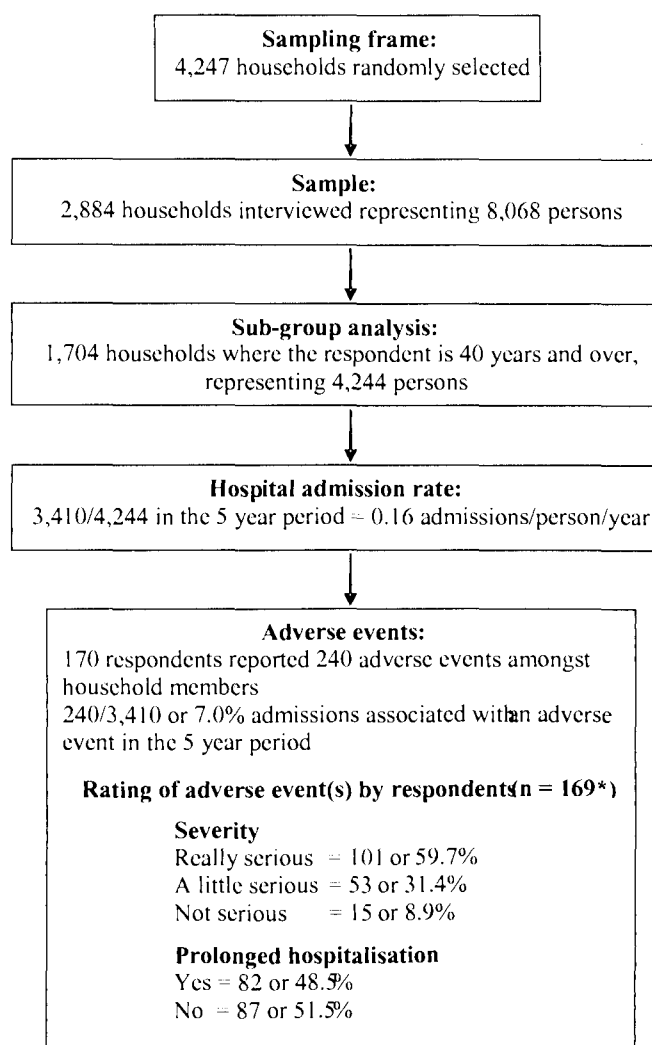 Sampling frame:
4,247 households randomly selected
Sample:
2,884 households interviewed representing 8,068 persons
Sub-group analysis:
1,704 households where the respondent is 40 years and over,
representing 4,244 persons
Hospital admission rate:
3,410/4,244 in the 5 year period = 0.16 admissions/person/year
Adverse events:
170 respondents reported 240 adverse events amongst
household members
240/3,410 or 7.0% admissions associated with an adverse
event in the 5 year period
Rating of adverse event(s) by respondents (n = 169*)
Severity
Really serious = 101 or 59.7%
A little serious = 53 or 31.4%
Not serious = 15 or 8.9%
Prolonged hospitalisation
Yes = 82 or 48.5%
No = 87 or 51.5%